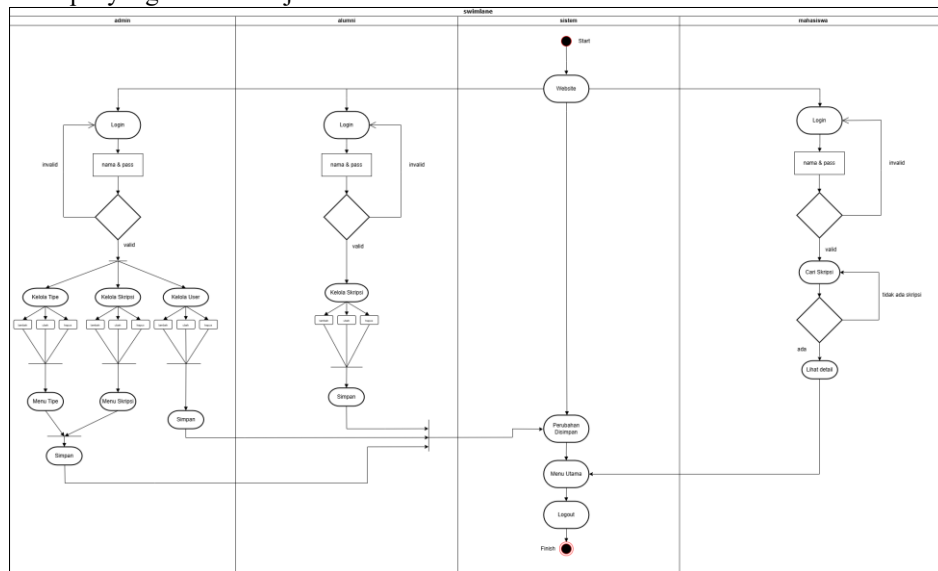 swimlane
admin
alumni
sistem
mahasiswa
Start
Website
Login
Login
Login
invalid
nama & pass
nama & pass
invalid
nama & pass
invalid
valid
valid
valid
Cari Skripsi
Kelola Tipe
Kelola Skripsi
Kelola User
Kelola Skripsi
tidak ada skripsi
ada
Lihat detail
Menu Tipe
Menu Skripsi
Simpan
Simpan
Simpan
Perubahan
Disimpan
Menu Utama
Logout
Finish